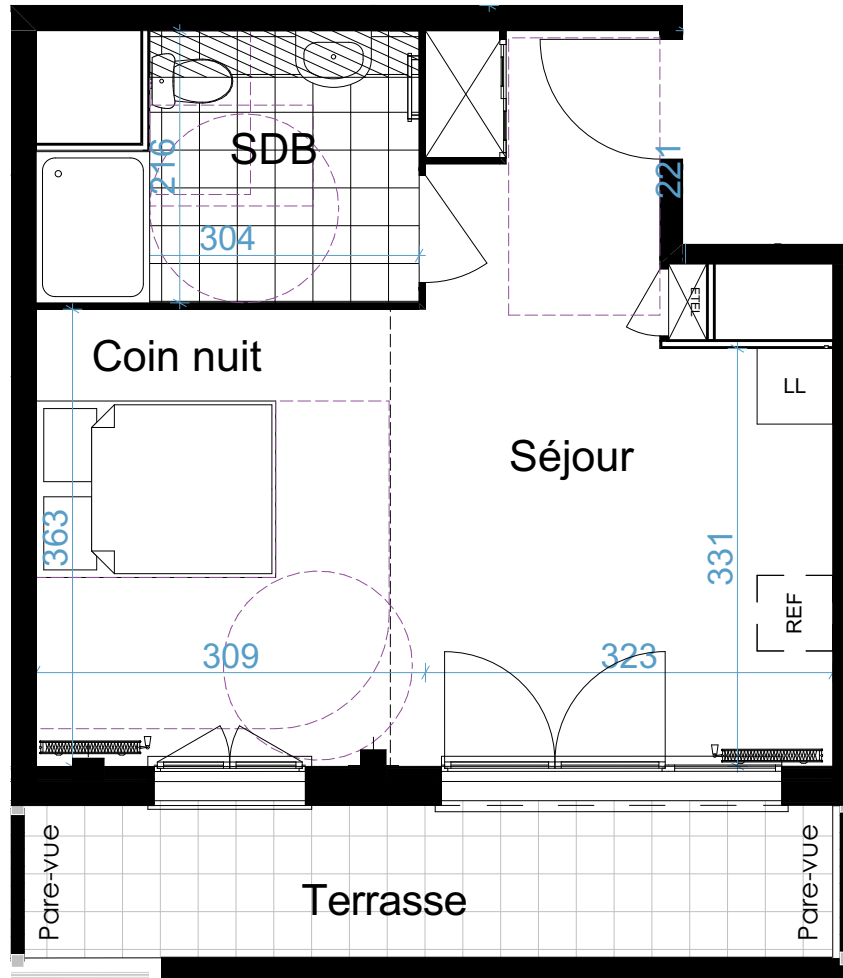 SDB
216
304
221
ETEL
Coin nuit
LL
Séjour
363
331
REF
309
323
Pare-vue
Terrasse
Pare-vue